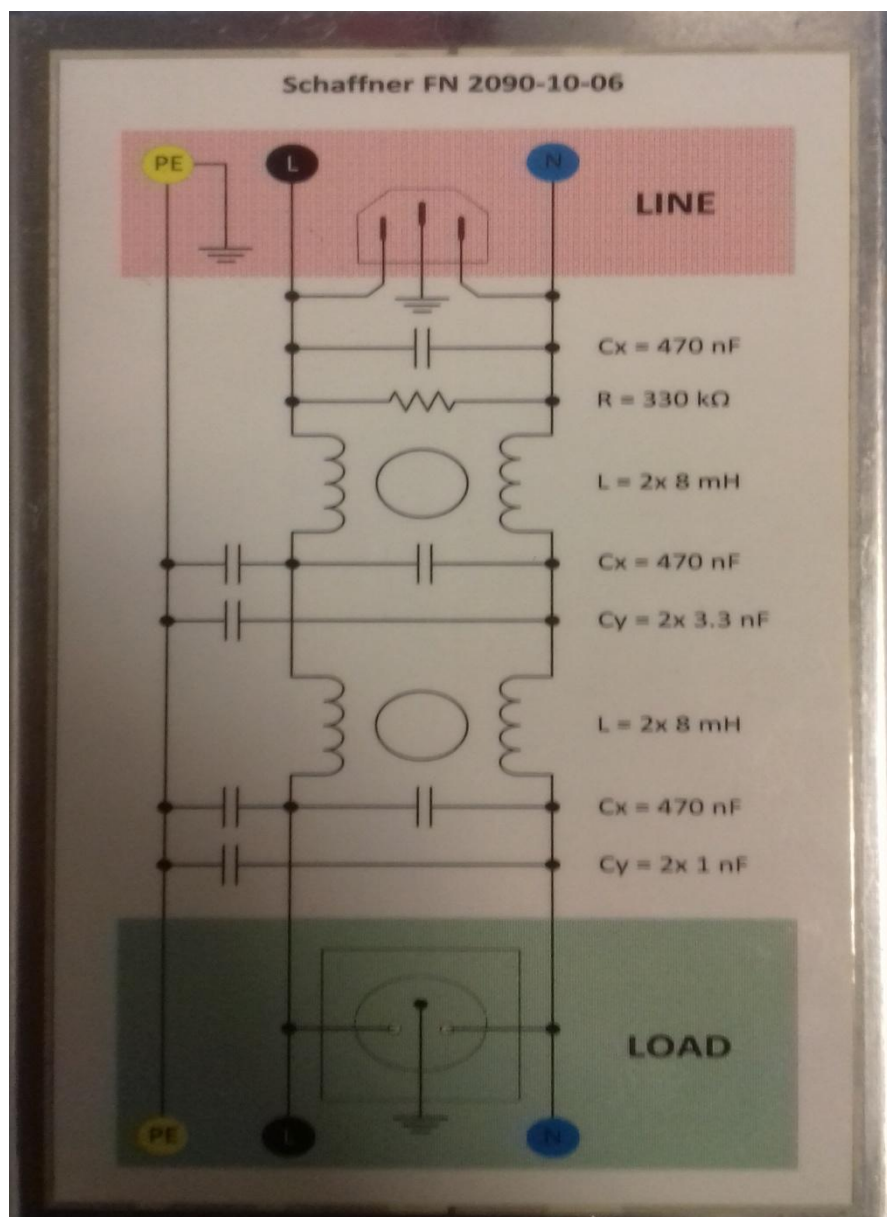 Schaffner FN 2090-10-06
PE L N
LINE
Cx = 470 nF
R = 330 kΩ
L = 2x 8 mH
Cx = 470 nF
Cy = 2x 3.3 nF
L = 2x 8 mH
Cx = 470 nF
Cy = 2x 1 nF
LOAD
PE L N